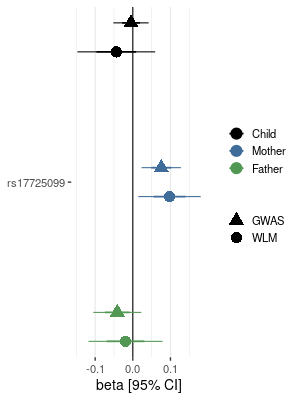 Child
Mother
Father
rs17725099
GWAS
WLM
-0.1 0.0 0.1
beta [95% CI]